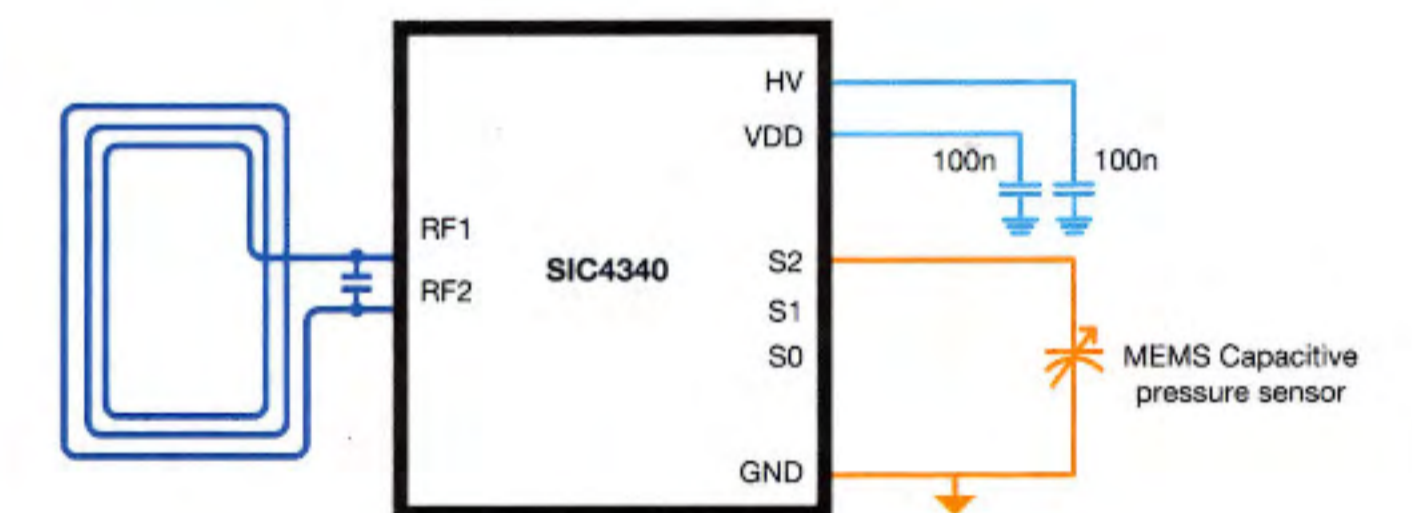 HV
VDD
100n
100n
RF1
SIC4340
S2
RF2
S1
S0
MEMS Capacitive
pressure sensor
GND